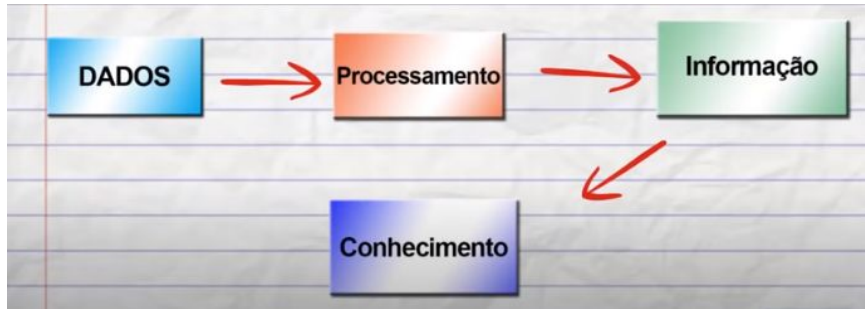 DADOS
Processamento
Informação
Conhecimento